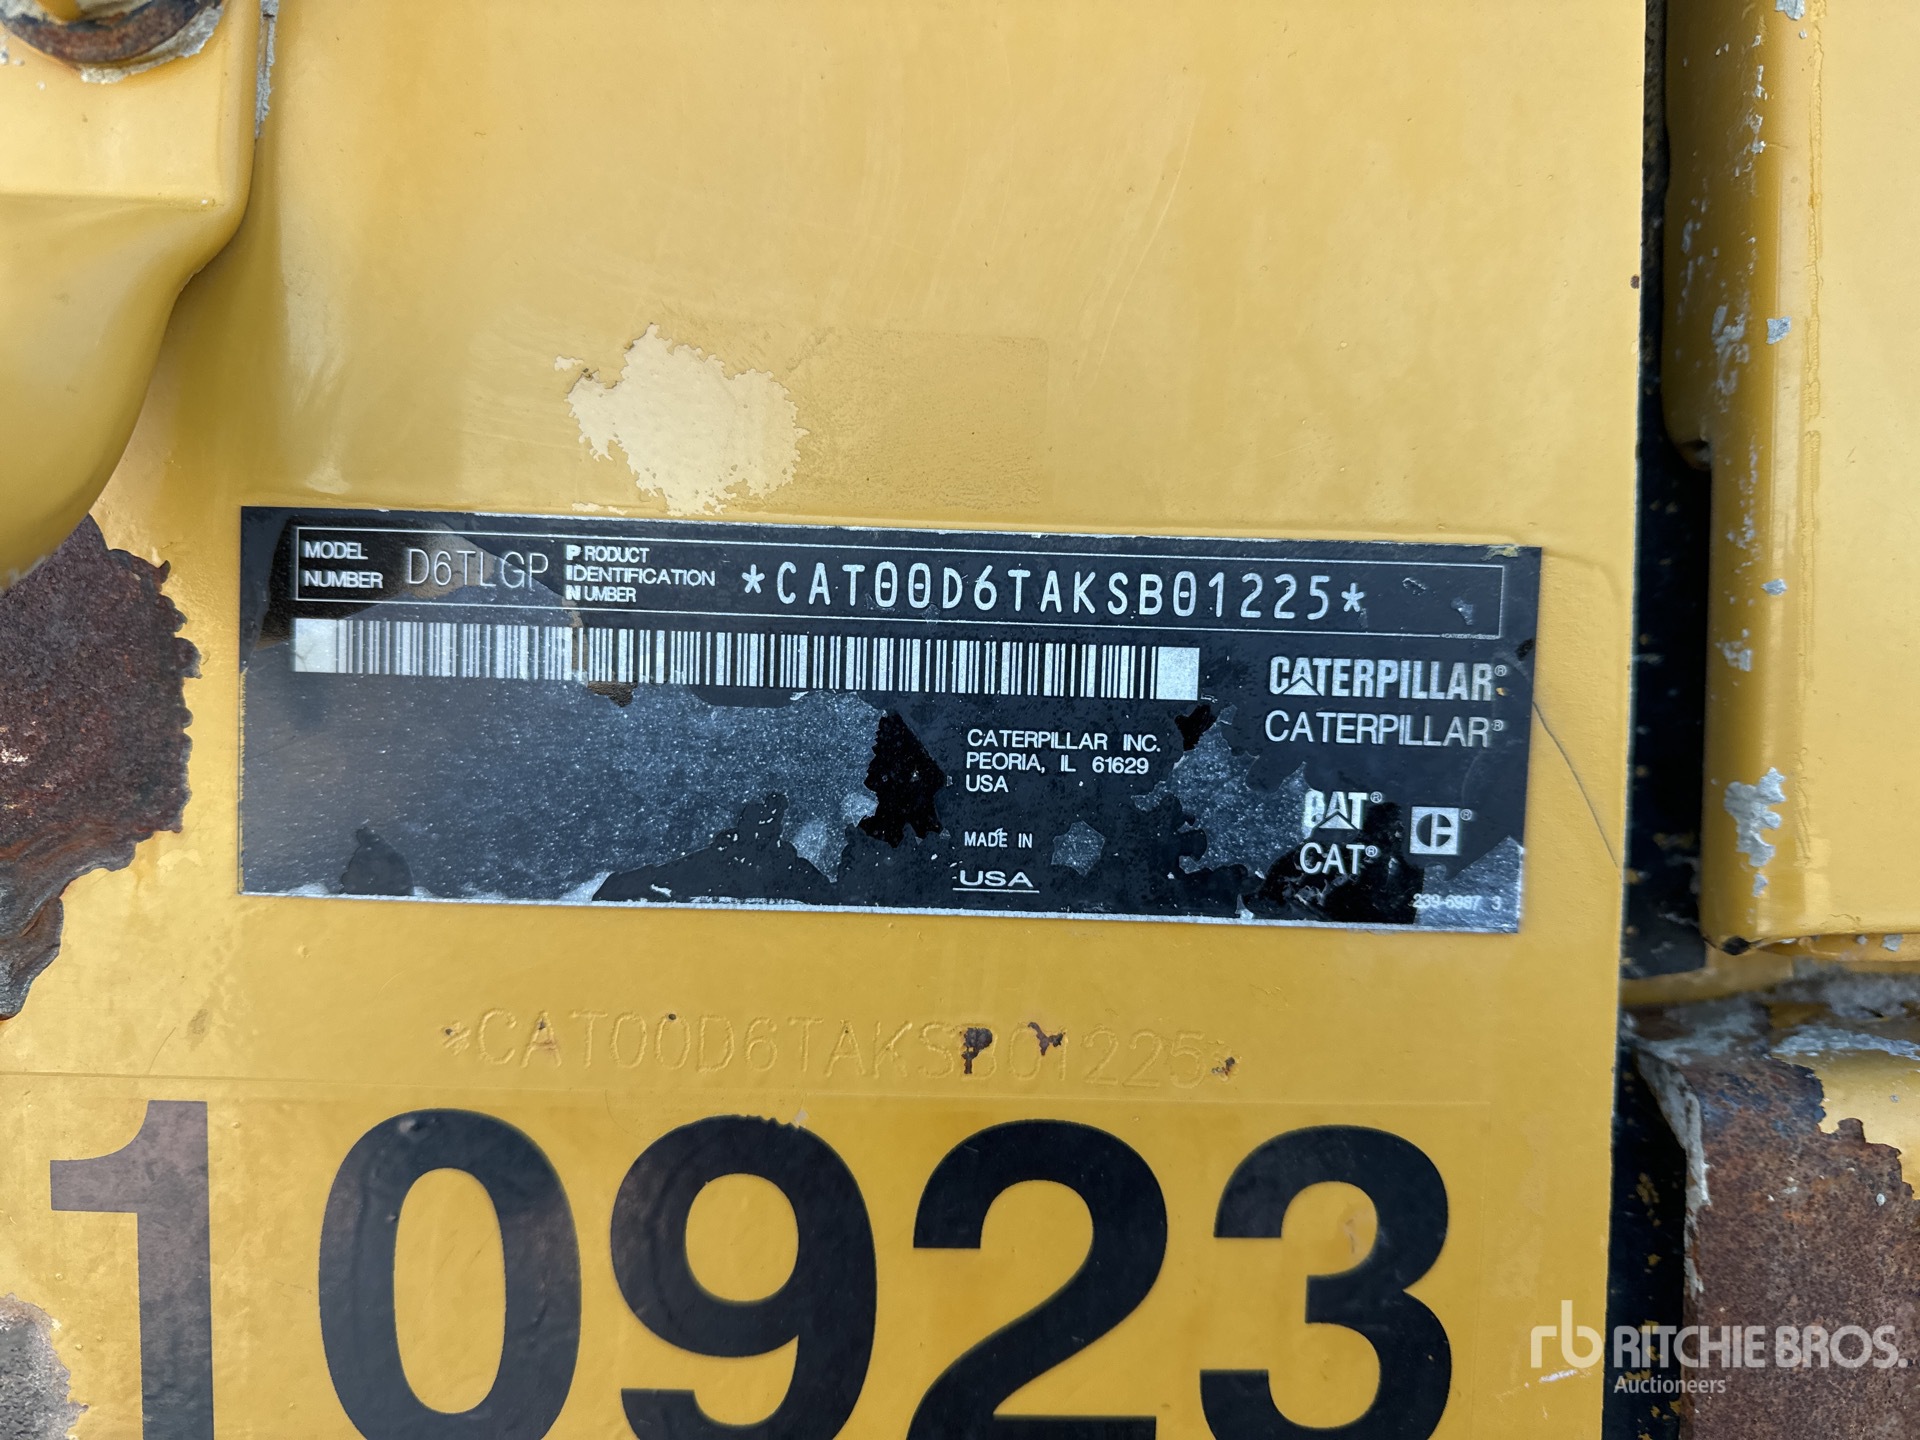 MODEL NUMBER D6TLGP PRODUCT IDENTIFICATION NUMBER *CAT00D6TAKSB01225*
CATERPILLAR®
CATERPILLAR®
CATERPILLAR INC.
PEORIA, IL 61629
USA
MADE IN
USA
CAT®
CAT®
239-6987 3
*CAT00D6TAKSB01225*
10923
rb RITCHIE BROS.
Auctioneers